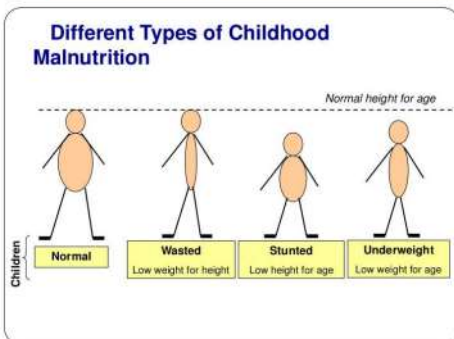 Different Types of Childhood
Malnutrition
Normal height for age
Children
Normal
Wasted
Low weight for height
Stunted
Low height for age
Underweight
Low weight for age